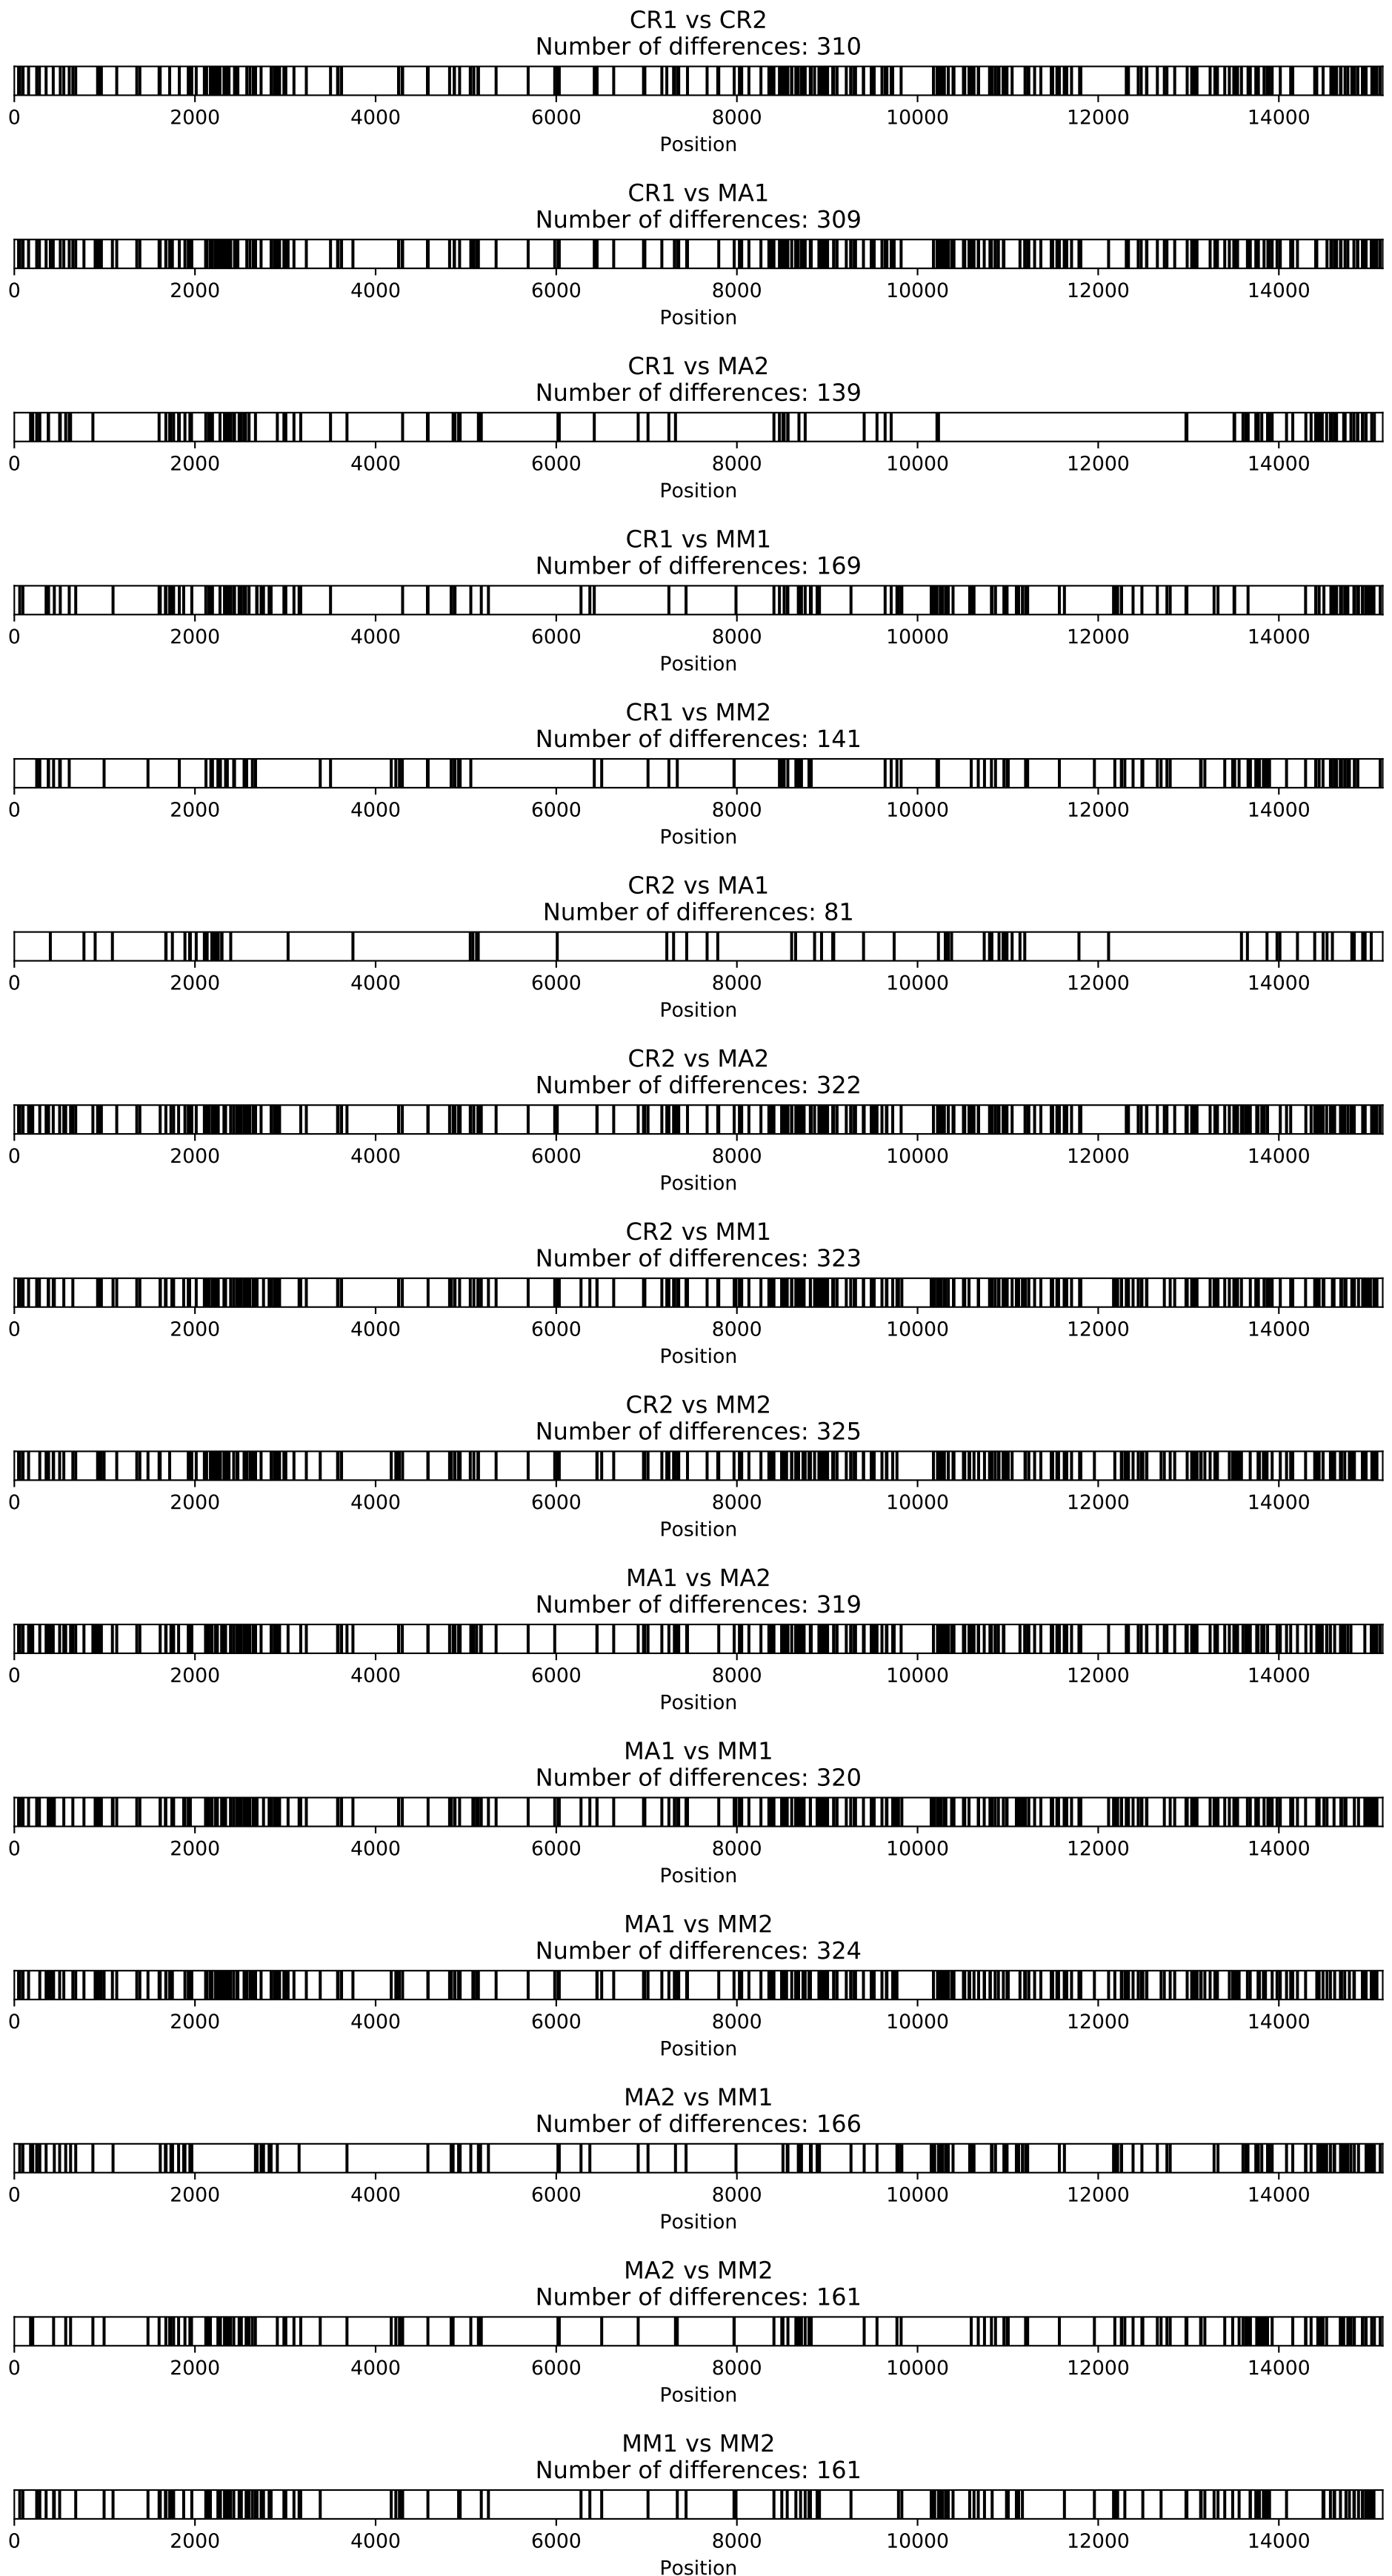 CR1 vs CR2
Number of differences: 310
0 2000 4000 6000 8000 10000 12000 14000
Position
CR1 vs MA1
Number of differences: 309
0 2000 4000 6000 8000 10000 12000 14000
Position
CR1 vs MA2
Number of differences: 139
0 2000 4000 6000 8000 10000 12000 14000
Position
CR1 vs MM1
Number of differences: 169
0 2000 4000 6000 8000 10000 12000 14000
Position
CR1 vs MM2
Number of differences: 141
0 2000 4000 6000 8000 10000 12000 14000
Position
CR2 vs MA1
Number of differences: 81
0 2000 4000 6000 8000 10000 12000 14000
Position
CR2 vs MA2
Number of differences: 322
0 2000 4000 6000 8000 10000 12000 14000
Position
CR2 vs MM1
Number of differences: 323
0 2000 4000 6000 8000 10000 12000 14000
Position
CR2 vs MM2
Number of differences: 325
0 2000 4000 6000 8000 10000 12000 14000
Position
MA1 vs MA2
Number of differences: 319
0 2000 4000 6000 8000 10000 12000 14000
Position
MA1 vs MM1
Number of differences: 320
0 2000 4000 6000 8000 10000 12000 14000
Position
MA1 vs MM2
Number of differences: 324
0 2000 4000 6000 8000 10000 12000 14000
Position
MA2 vs MM1
Number of differences: 166
0 2000 4000 6000 8000 10000 12000 14000
Position
MA2 vs MM2
Number of differences: 161
0 2000 4000 6000 8000 10000 12000 14000
Position
MM1 vs MM2
Number of differences: 161
0 2000 4000 6000 8000 10000 12000 14000
Position